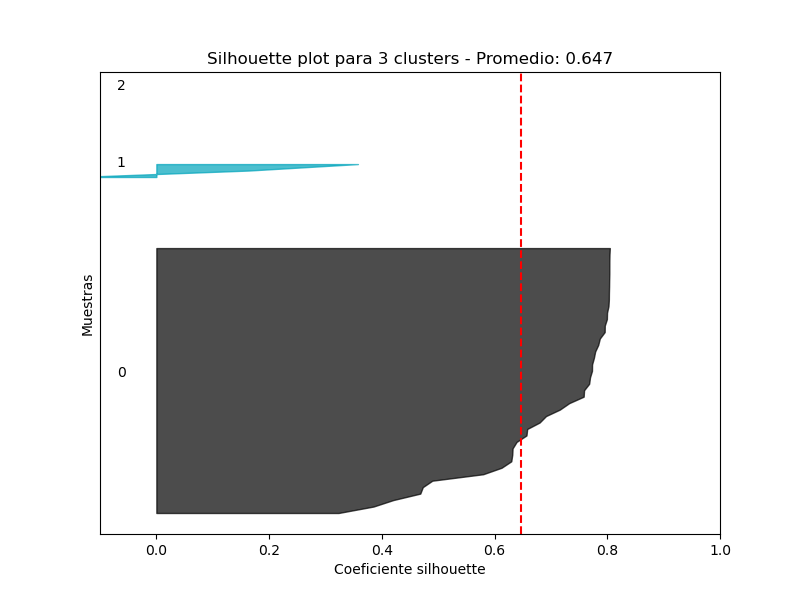 Silhouette plot para 3 clusters - Promedio: 0.647
2
1
0
Muestras
0.0 0.2 0.4 0.6 0.8 1.0
Coeficiente silhouette